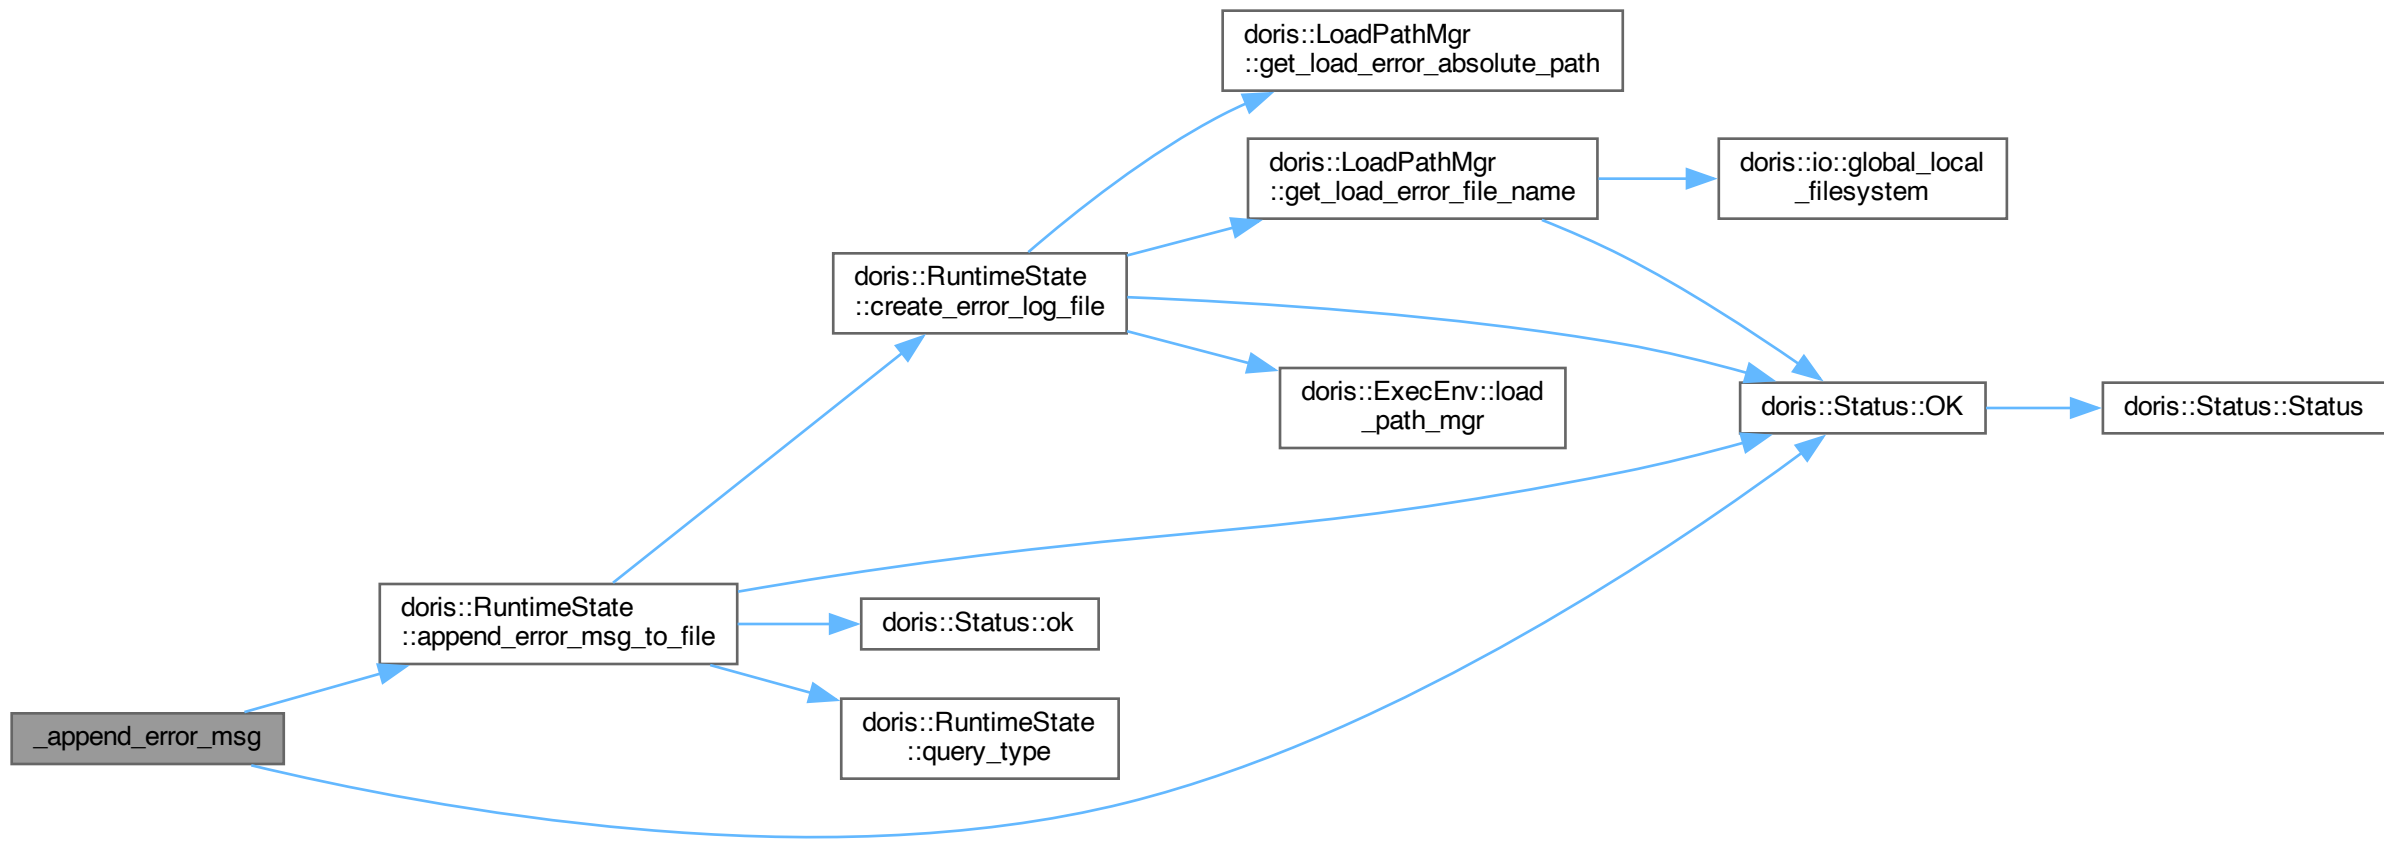 doris::LoadPathMgr
::get_load_error_absolute_path
doris::LoadPathMgr
::get_load_error_file_name
doris::io::global_local
_filesystem
doris::RuntimeState
::create_error_log_file
doris::ExecEnv::load
_path_mgr
doris::Status::OK
doris::Status::Status
doris::RuntimeState
::append_error_msg_to_file
doris::Status::ok
_append_error_msg
doris::RuntimeState
::query_type